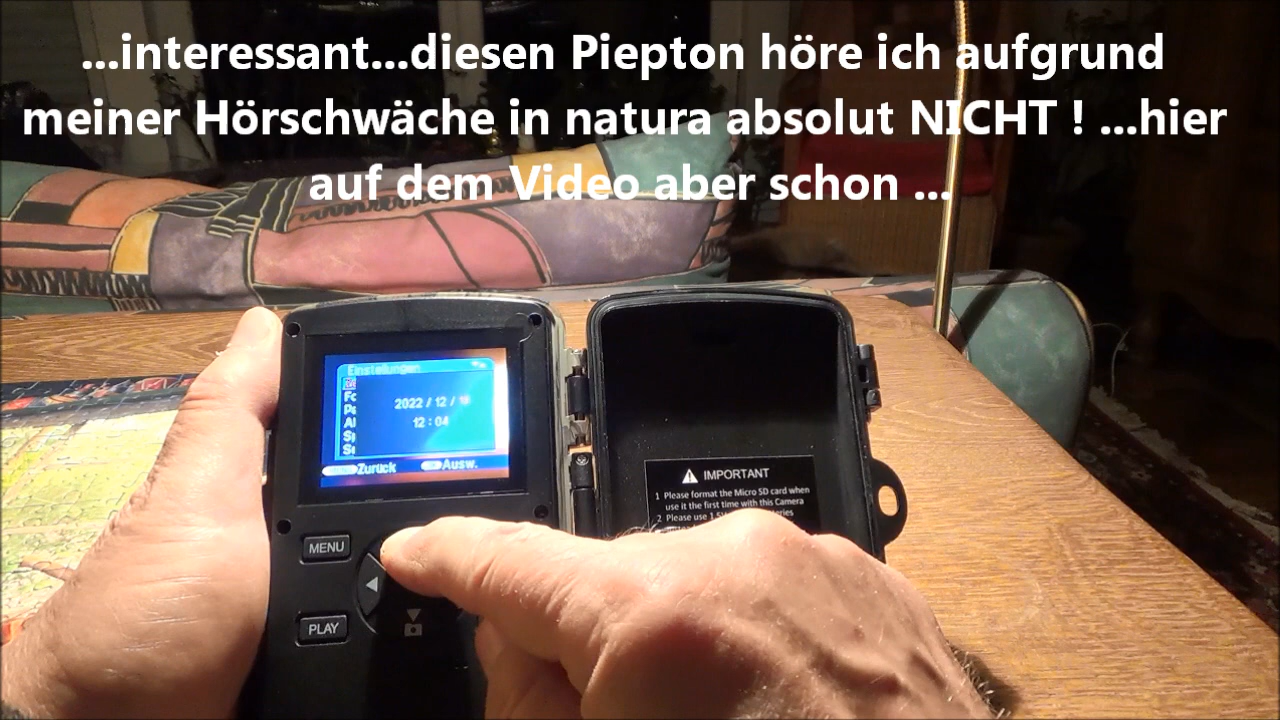 ...interessant...diesen Piepton höre ich aufgrund
meiner Hörschwäche in natura absolut NICHT ! ...hier
auf dem Video aber schon ...
Einstellungen
2022 / 12 /
12 : 04
Zurück
Ausw.
IMPORTANT
1 Please format the Micro SD card when
use it the first time with this Camera
2 Please use
MENU
PLAY